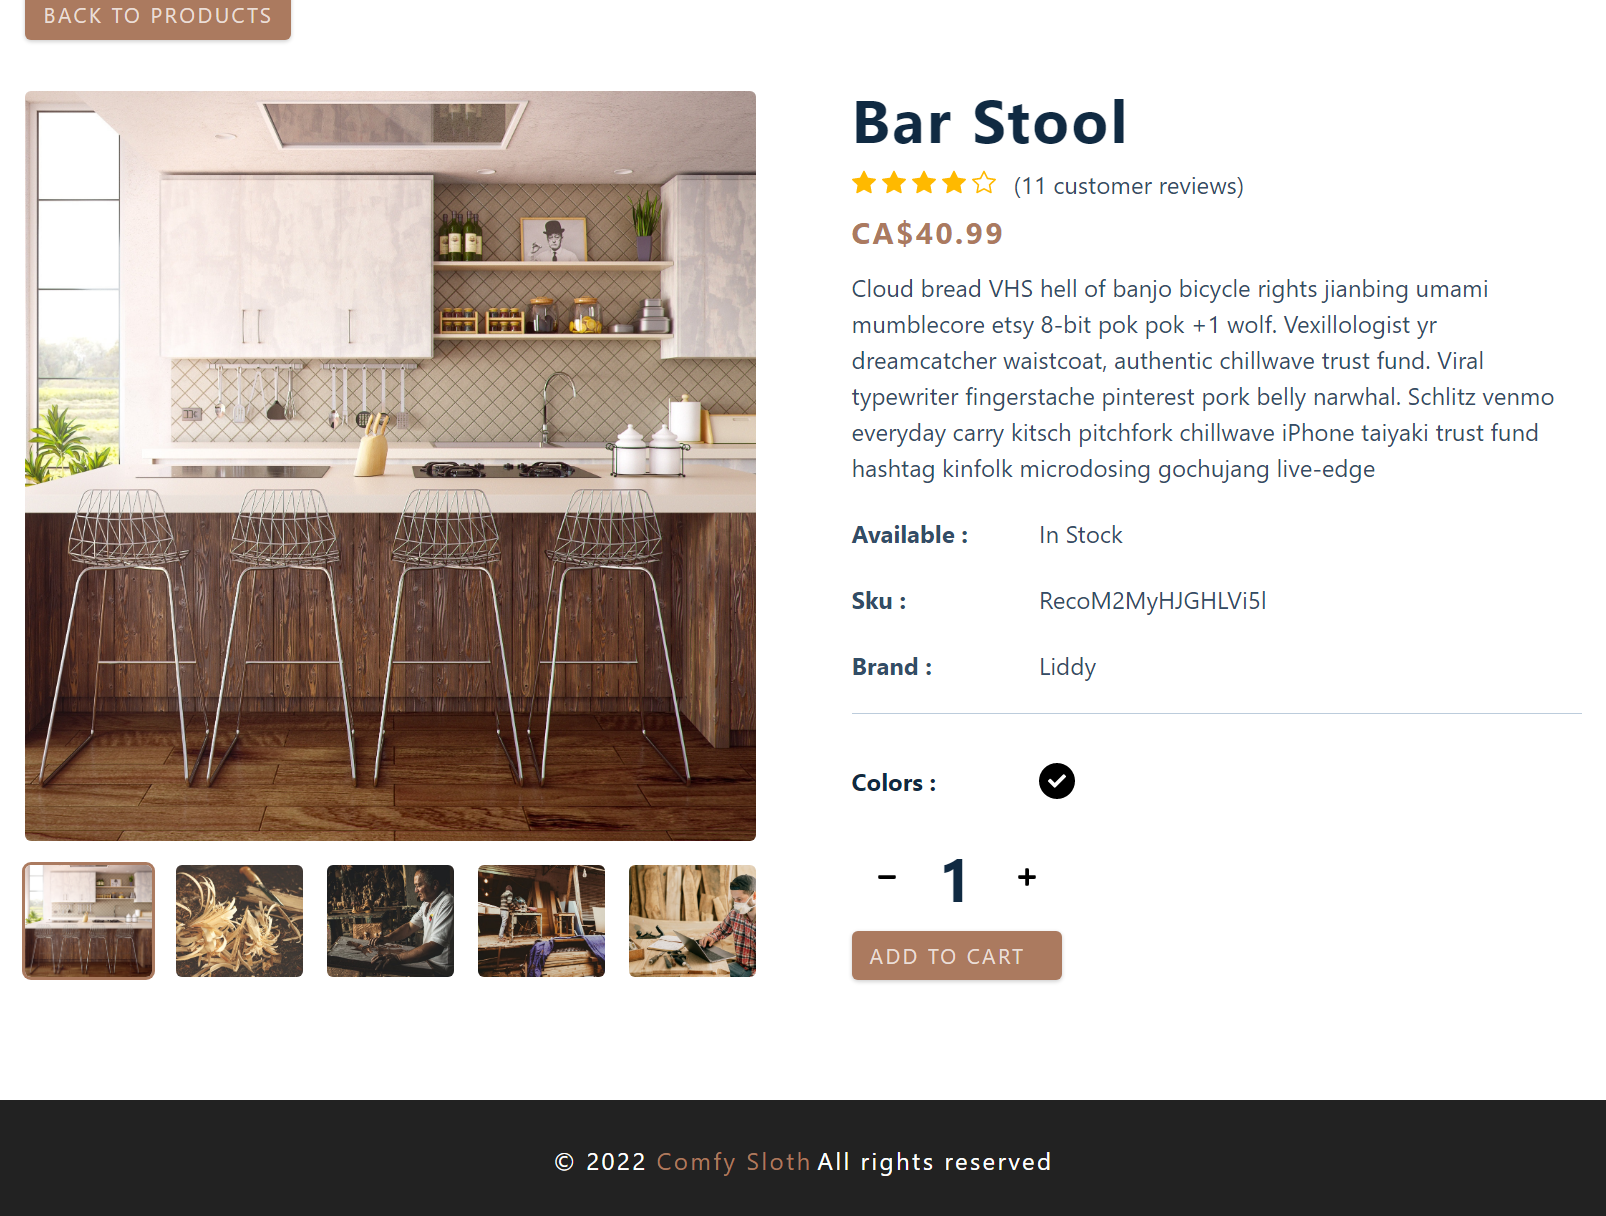 BACK TO PRODUCTS
Bar Stool
(11 customer reviews)
CA$40.99
Cloud bread VHS hell of banjo bicycle rights jianbing umami
mumblecore etsy 8-bit pok pok +1 wolf. Vexillologist yr
dreamcatcher waistcoat, authentic chillwave trust fund. Viral
typewriter fingerstache pinterest pork belly narwhal. Schlitz venmo
everyday carry kitsch pitchfork chillwave iPhone taiyaki trust fund
hashtag kinfolk microdosing gochujang live-edge
Available : In Stock
Sku : RecoM2MyHJGHLVi5l
Brand : Liddy
Colors :
− 1 +
ADD TO CART
© 2022 Comfy Sloth All rights reserved